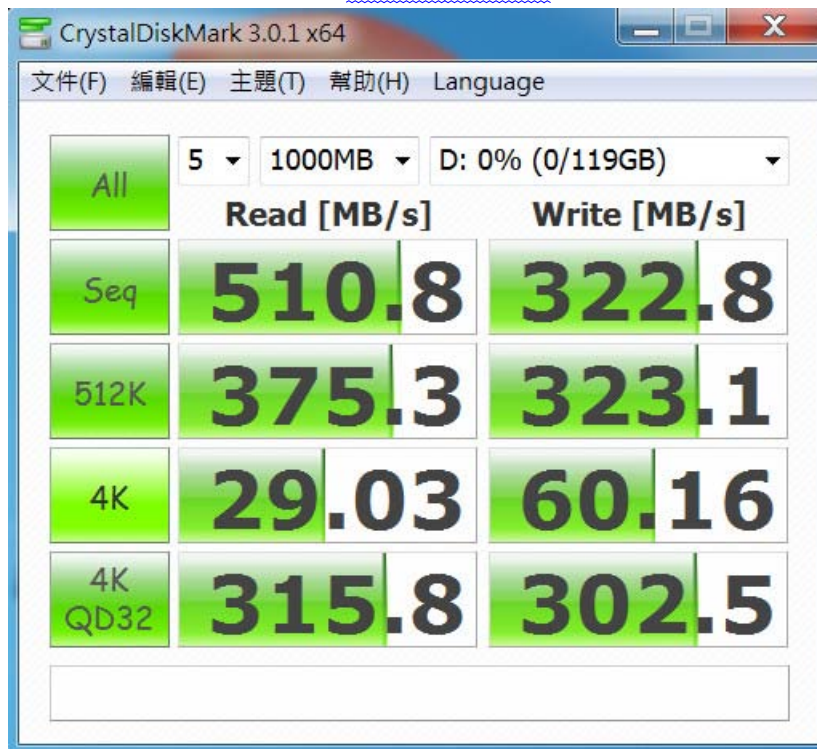 CrystalDiskMark 3.0.1 x64
文件(F) 編輯(E) 主題(T) 幫助(H) Language
All 5 1000MB D: 0% (0/119GB)
Read [MB/s] Write [MB/s]
Seq 510.8 322.8
512K 375.3 323.1
4K 29.03 60.16
4K QD32 315.8 302.5